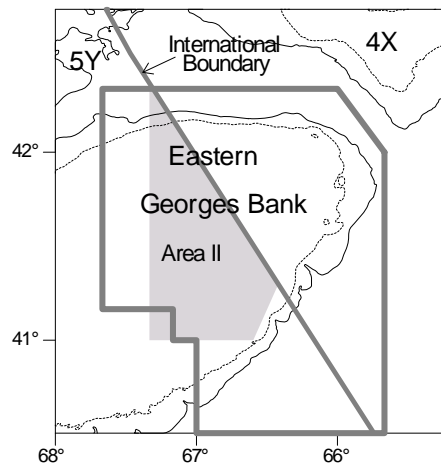 5Y
International
Boundary
4X
42°
Eastern
Georges Bank
Area II
41°
68°
67°
66°